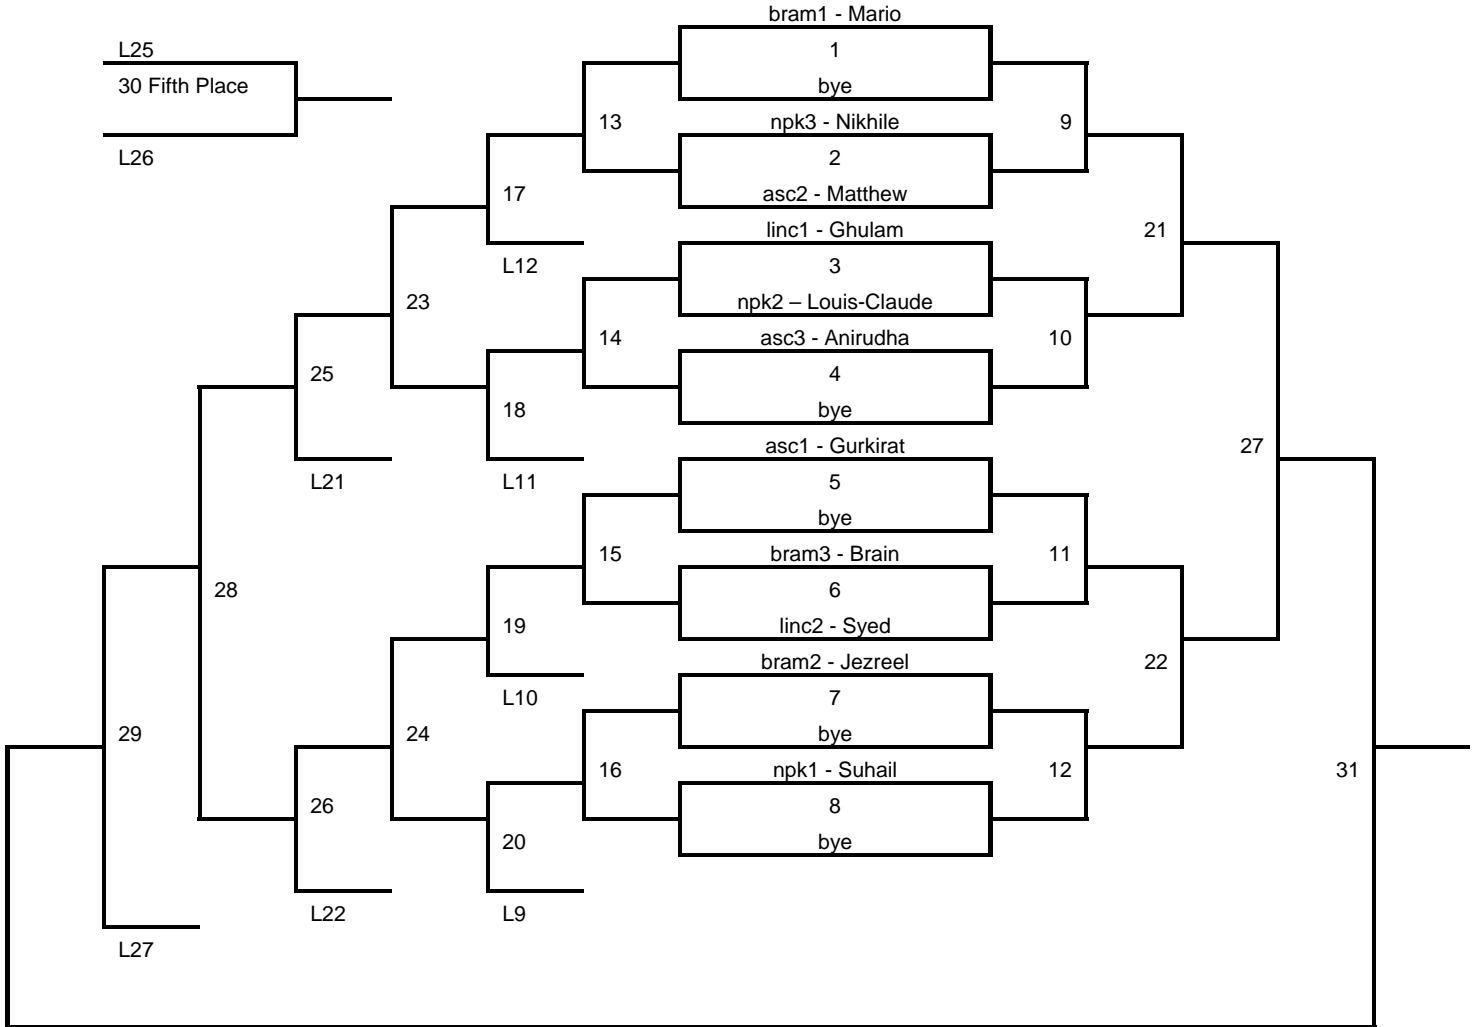 bram1 - Mario
L25
1
30 Fifth Place
bye
13
npk3 - Nikhile
9
L26
2
17
asc2 - Matthew
linc1 - Ghulam
21
L12
3
23
npk2 – Louis-Claude
14
asc3 - Anirudha
10
25
4
18
bye
asc1 - Gurkirat
27
L21
L11
5
bye
15
bram3 - Brain
11
28
6
19
linc2 - Syed
bram2 - Jezreel
22
L10
7
29
24
bye
16
npk1 - Suhail
12
31
26
8
20
bye
L22
L9
L27